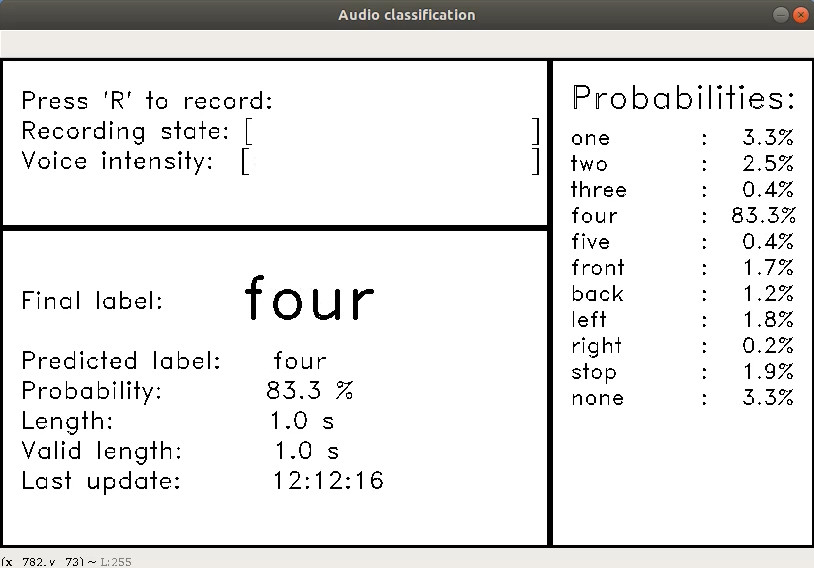 Audio classification
Press 'R' to record:
Recording state: [ ]
Voice intensity: [ ]
Final label: four
Predicted label: four
Probability: 83.3 %
Length: 1.0 s
Valid length: 1.0 s
Last update: 12:12:16
Probabilities:
one : 3.3%
two : 2.5%
three : 0.4%
four : 83.3%
five : 0.4%
front : 1.7%
back : 1.2%
left : 1.8%
right : 0.2%
stop : 1.9%
none : 3.3%
(x 782, y 73) ~ L:255